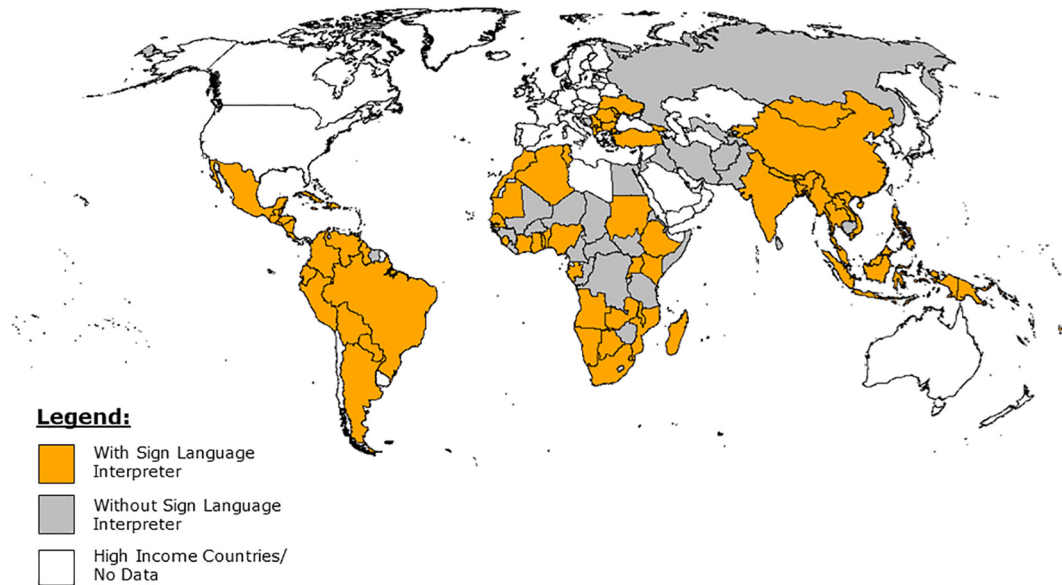 Legend:
With Sign Language
Interpreter
Without Sign Language
Interpreter
High Income Countries/
No Data